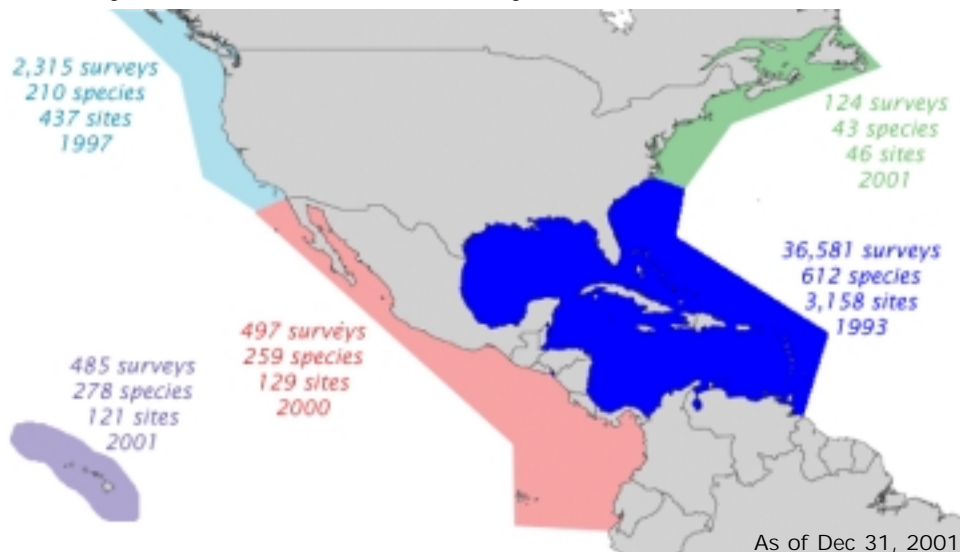 2,315 surveys
210 species
437 sites
1997
124 surveys
43 species
46 sites
2001
36,581 surveys
612 species
3,158 sites
1993
497 surveys
259 species
129 sites
2000
485 surveys
278 species
121 sites
2001
As of Dec 31, 2001